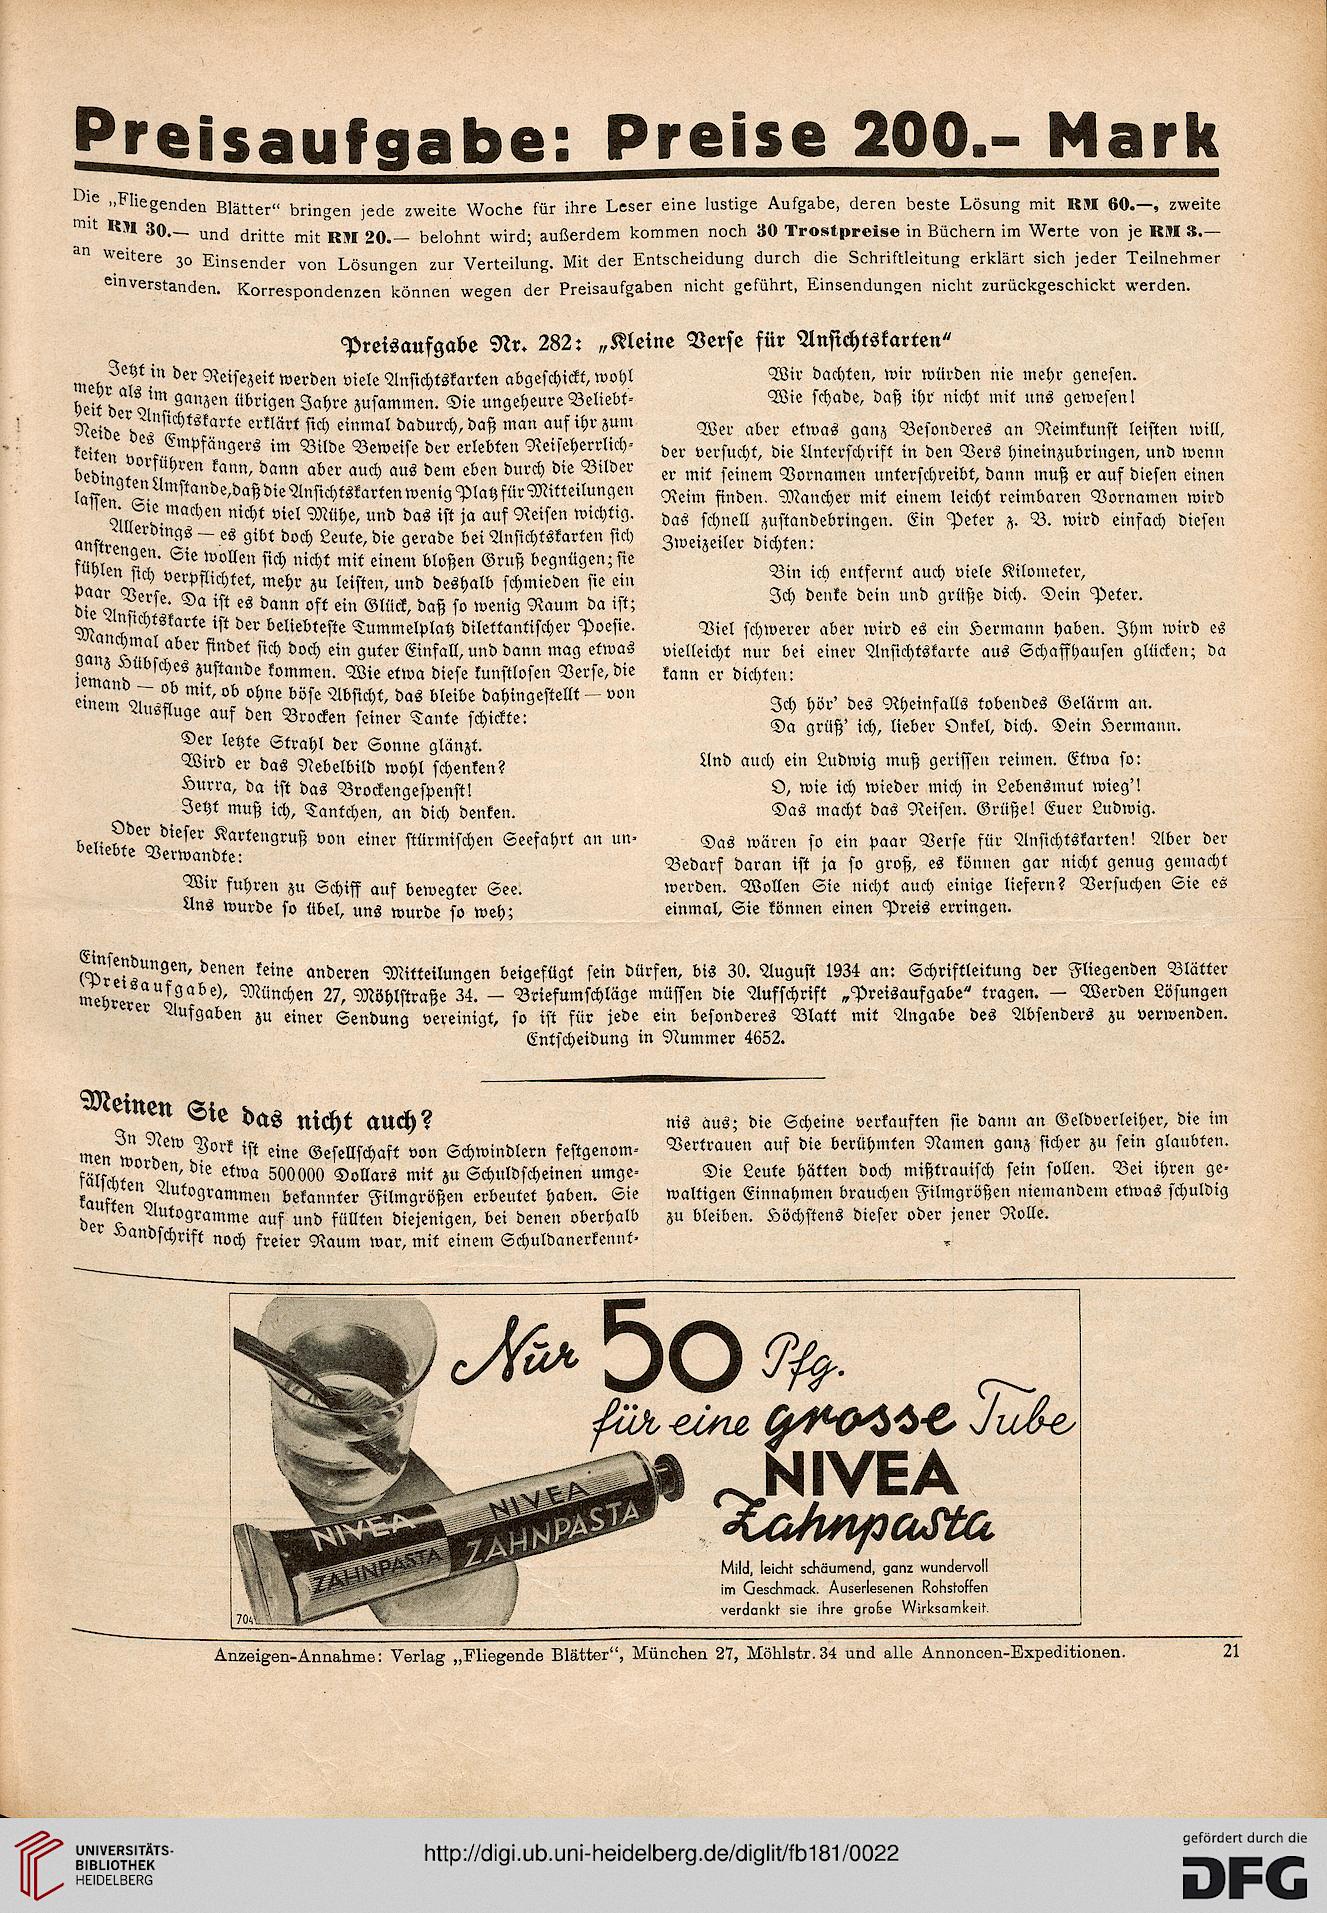 Preisaufgabe: Preise 200.– Mark
Die „Fliegenden Blätter“ bringen jede zweite Woche für ihre Leser eine lustige Aufgabe, deren beste Lösung mit RM 60.—, zweite
mit RM 30.— und dritte mit RM 20.— belohnt wird; außerdem kommen noch 30 Trostpreise in Büchern im Werte von je RM 3.—
an weitere 30 Einsender von Lösungen zur Verteilung. Mit der Entscheidung durch die Schriftleitung erklärt sich jeder Teilnehmer
einverstanden. Korrespondenzen können wegen der Preisaufgaben nicht geführt, Einsendungen nicht zurückgeschickt werden.
Preisaufgabe Nr. 282: „Kleine Verse für Ansichtskarten“
Jetzt in der Reisezeit werden viele Ansichtskarten abgeschickt, wohl
mehr als im ganzen übrigen Jahre zusammen. Die ungeheure Beliebt-
heit der Ansichtskarte erklärt sich einmal dadurch, daß man auf ihr zum
Neide des Empfängers im Bilde Beweise der erlebten Reiseherrlich-
keiten vorführen kann, dann aber auch aus dem eben durch die Bilder
bedingten Umstande, daß die Ansichtskarten wenig Platz für Mitteilungen
lassen. Sie machen nicht viel Mühe, und das ist ja auf Reisen wichtig.
Allerdings — es gibt doch Leute, die gerade bei Ansichtskarten sich
anstrengen. Sie wollen sich nicht mit einem bloßen Gruß begnügen; sie
fühlen sich verpflichtet, mehr zu leisten, und deshalb schmieden sie ein
paar Verse. Da ist es dann oft ein Glück, daß so wenig Raum da ist;
die Ansichtskarte ist der beliebteste Tummelplatz dilettantischer Poesie.
Manchmal aber findet sich doch ein guter Einfall, und dann mag etwas
ganz Hübsches zustande kommen. Wie etwa diese kunstlosen Verse, die
jemand — ob mit, ob ohne böse Absicht, das bleibe dahingestellt — von
einem Ausfluge auf den Brocken seiner Tante schickte:
Der letzte Strahl der Sonne glänzt.
Wird er das Nebelbild wohl schenken?
Hurra, da ist das Brockengespenst!
Jetzt muß ich, Tantchen, an dich denken.
Oder dieser Kartengruß von einer stürmischen Seefahrt an un-
beliebte Verwandte:
Wir fuhren zu Schiff auf bewegter See.
Uns wurde so übel, uns wurde so weh;
Wir dachten, wir würden nie mehr genesen.
Wie schade, daß ihr nicht mit uns gewesen!
Wer aber etwas ganz Besonderes an Reimkunst leisten will,
der versucht, die Unterschrift in den Vers hineinzubringen, und wenn
er mit seinem Vornamen unterschreibt, dann muß er auf diesen einen
Reim finden. Mancher mit einem leicht reimbaren Vornamen wird
das schnell zustandebringen. Ein Peter z. B. wird einfach diesen
Zweizeiler dichten:
Bin ich entfernt auch viele Kilometer,
Ich denke dein und grüße dich. Dein Peter.
Viel schwerer aber wird es ein Hermann haben. Ihm wird es
vielleicht nur bei einer Ansichtskarte aus Schaffhausen glücken; da
kann er dichten:
Ich hör’ des Rheinfalls tobendes Gelärm an.
Da grüß’ ich, lieber Onkel, dich. Dein Hermann.
Und auch ein Ludwig muß gerissen reimen. Etwa so:
O, wie ich wieder mich in Lebensmut wieg’!
Das macht das Reisen. Grüße! Euer Ludwig.
Das wären so ein paar Verse für Ansichtskarten! Aber der
Bedarf daran ist ja so groß, es können gar nicht genug gemacht
werden. Wollen Sie nicht auch einige liefern? Versuchen Sie es
einmal, Sie können einen Preis erringen.
Einsendungen, denen keine anderen Mitteilungen beigefügt sein dürfen, bis 30. August 1934 an: Schriftleitung der Fliegenden Blätter
(Preisaufgabe), München 27, Möhlstraße 34. — Briefumschläge müssen die Aufschrift „Preisaufgabe“ tragen. — Werden Lösungen
mehrerer Aufgaben zu einer Sendung vereinigt, so ist für jede ein besonderes Blatt mit Angabe des Absenders zu verwenden.
Entscheidung in Nummer 4652.
Meinen Sie das nicht auch?
In New York ist eine Gesellschaft von Schwindlern festgenom-
men worden, die etwa 500000 Dollars mit zu Schuldscheinen umge-
fälschten Autogrammen bekannter Filmgrößen erbeutet haben. Sie
kauften Autogramme auf und füllten diejenigen, bei denen oberhalb
der Handschrift noch freier Raum war, mit einem Schuldanerkennt-
nis aus; die Scheine verkauften sie dann an Geldverleiher, die im
Vertrauen auf die berühmten Namen ganz sicher zu sein glaubten.
Die Leute hätten doch mißtrauisch sein sollen. Bei ihren ge-
waltigen Einnahmen brauchen Filmgrößen niemandem etwas schuldig
zu bleiben. Höchstens dieser oder jener Rolle.
Nur 50 Pfg.
für eine grosse Tube
NIVEA
Zahnpasta
Mild, leicht schäumend, ganz wundervoll
im Geschmack. Auserlesenen Rohstoffen
verdankt sie ihre große Wirksamkeit.
NIVEA NIVEA
ZAHNPASTA ZAHNPASTA
704
Anzeigen-Annahme: Verlag „Fliegende Blätter“, München 27, Möhlstr. 34 und alle Annoncen-Expeditionen. 21
UNIVERSITÄTS-
BIBLIOTHEK
HEIDELBERG
http://digi.ub.uni-heidelberg.de/diglit/fb181/0022
gefördert durch die
DFG